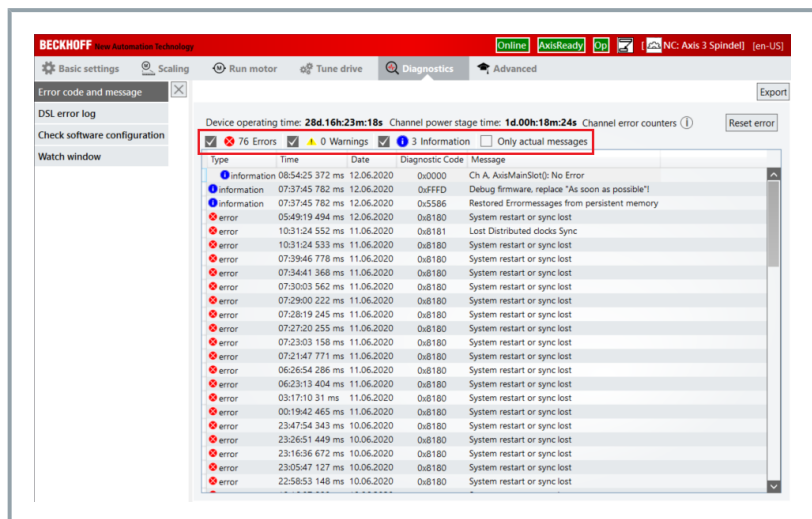 BECKHOFF New Automation Technology Online AxisReady Op [ NC: Axis 3 Spindel] [en-US]
Basic settings Scaling Run motor Tune drive Diagnostics Advanced
Error code and message Export
DSL error log
Device operating time: 28d.16h:23m:18s Channel power stage time: 1d.00h:18m:24s Channel error counters Reset error
Check software configuration
76 Errors 0 Warnings 3 Information Only actual messages
Watch window
Type Time Date Diagnostic Code Message
information 08:54:25 372 ms 12.06.2020 0x0000 Ch A, AxisMainSlot(): No Error
information 07:37:45 782 ms 12.06.2020 0xFFFD Debug firmware, replace "As soon as possible"!
information 07:37:45 782 ms 12.06.2020 0x5586 Restored Errormessages from persistent memory
error 05:49:19 494 ms 12.06.2020 0x8180 System restart or sync lost
error 10:31:24 552 ms 11.06.2020 0x8181 Lost Distributed clocks Sync
error 10:31:24 533 ms 11.06.2020 0x8180 System restart or sync lost
error 07:39:46 778 ms 11.06.2020 0x8180 System restart or sync lost
error 07:34:41 368 ms 11.06.2020 0x8180 System restart or sync lost
error 07:30:03 562 ms 11.06.2020 0x8180 System restart or sync lost
error 07:29:00 222 ms 11.06.2020 0x8180 System restart or sync lost
error 07:28:19 245 ms 11.06.2020 0x8180 System restart or sync lost
error 07:27:20 255 ms 11.06.2020 0x8180 System restart or sync lost
error 07:23:03 158 ms 11.06.2020 0x8180 System restart or sync lost
error 07:21:47 771 ms 11.06.2020 0x8180 System restart or sync lost
error 06:26:54 286 ms 11.06.2020 0x8180 System restart or sync lost
error 06:23:13 404 ms 11.06.2020 0x8180 System restart or sync lost
error 03:17:10 31 ms 11.06.2020 0x8180 System restart or sync lost
error 00:19:42 465 ms 11.06.2020 0x8180 System restart or sync lost
error 23:47:54 343 ms 10.06.2020 0x8180 System restart or sync lost
error 23:26:51 449 ms 10.06.2020 0x8180 System restart or sync lost
error 23:16:36 672 ms 10.06.2020 0x8180 System restart or sync lost
error 23:05:47 127 ms 10.06.2020 0x8180 System restart or sync lost
error 22:58:53 148 ms 10.06.2020 0x8180 System restart or sync lost